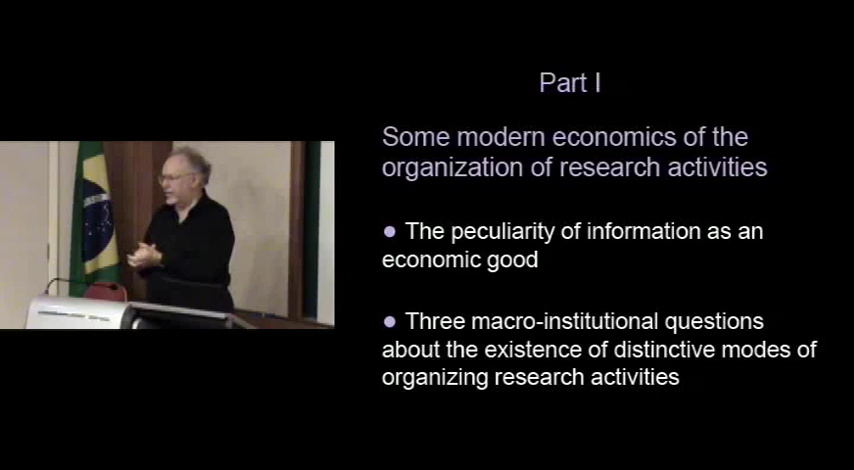 Part I
Some modern economics of the
organization of research activities
● The peculiarity of information as an
economic good
● Three macro-institutional questions
about the existence of distinctive modes of
organizing research activities